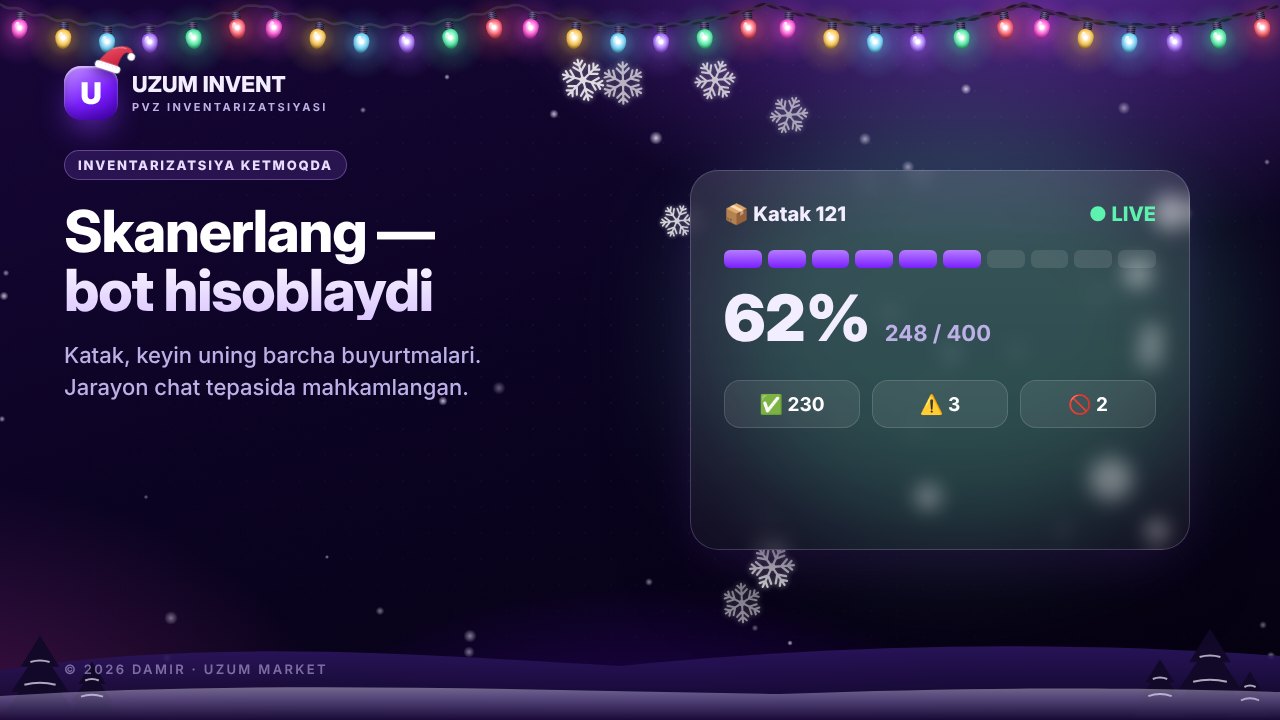 U
UZUM INVENT
PVZ INVENTARIZATSIYASI
INVENTARIZATSIYA KETMOQDA
Skanerlang —
bot hisoblaydi
Katak, keyin uning barcha buyurtmalari.
Jarayon chat tepasida mahkamlangan.
📦 Katak 121
● LIVE
62% 248 / 400
✅ 230
⚠️ 3
🚫 2
© 2026 DAMIR · UZUM MARKET